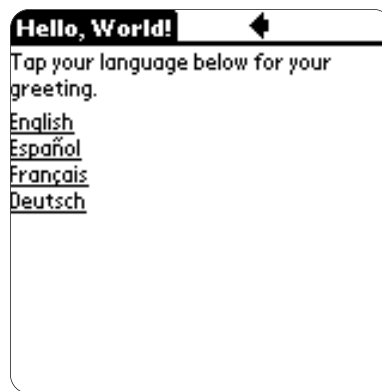 Hello, World!
Tap your language below for your
greeting.
English
Español
Français
Deutsch